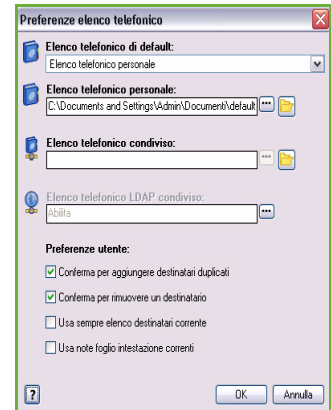 Preferenze elenco telefonico
Elenco telefonico di default:
Elenco telefonico personale
Elenco telefonico personale:
C:\Documents and Settings\Admin\Documenti\default
Elenco telefonico condiviso:
Elenco telefonico LDAP condiviso:
Abilita
Preferenze utente:
Conferma per aggiungere destinatari duplicati
Conferma per rimuovere un destinatario
Usa sempre elenco destinatari corrente
Usa note foglio intestazione correnti
? OK Annulla